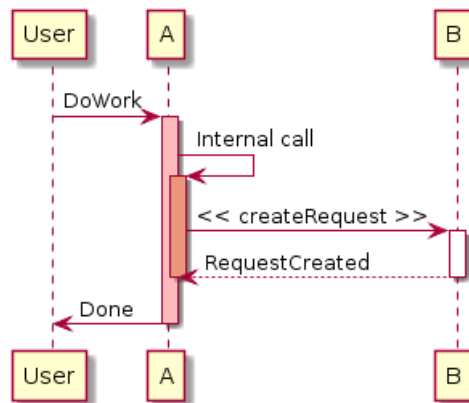 User A B
DoWork
Internal call
<< createRequest >>
RequestCreated
Done
User A B